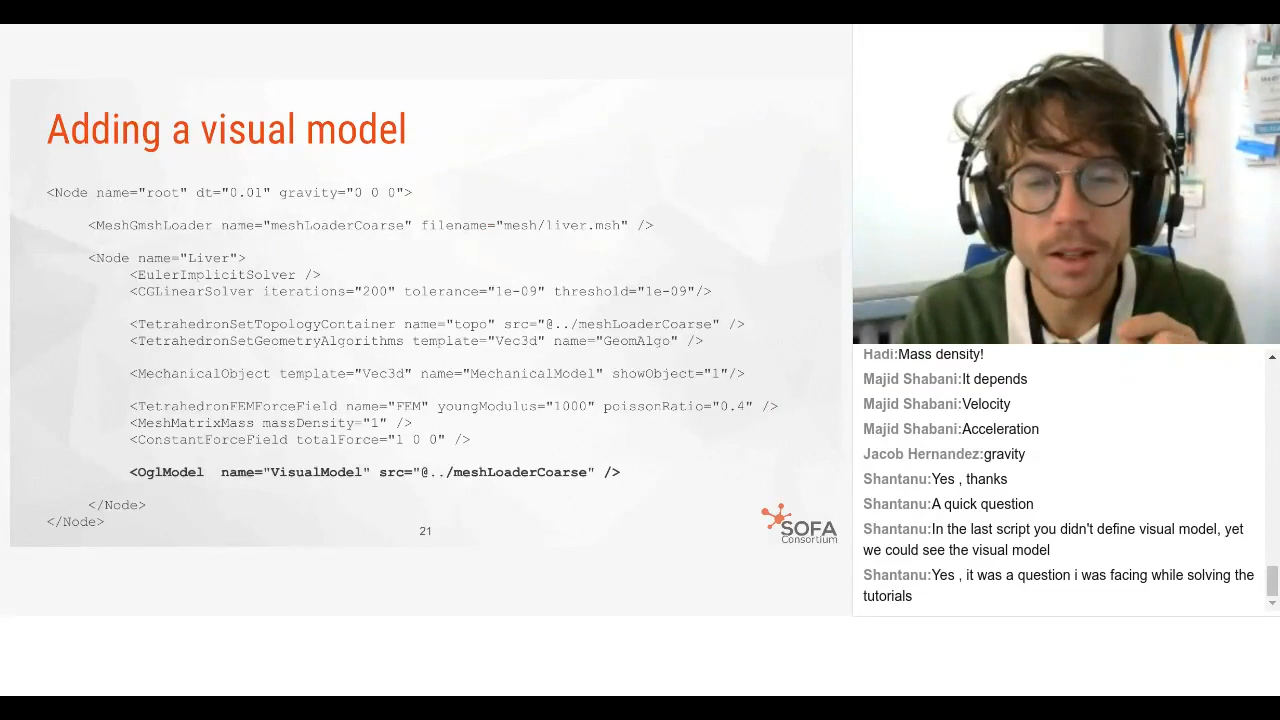 Adding a visual model
<Node name="root" dt="0.01" gravity="0 0 0">
<MeshGmshLoader name="meshLoaderCoarse" filename="mesh/liver.msh" />
<Node name="Liver">
<EulerImplicitSolver />
<CGLinearSolver iterations="200" tolerance="1e-09" threshold="1e-09"/>
<TetrahedronSetTopologyContainer name="topo" src="@../meshLoaderCoarse" />
<TetrahedronSetGeometryAlgorithms template="Vec3d" name="GeomAlgo" />
<MechanicalObject template="Vec3d" name="MechanicalModel" showObject="1"/>
<TetrahedronFEMForceField name="FEM" youngModulus="1000" poissonRatio="0.4" />
<MeshMatrixMass massDensity="1" />
<ConstantForceField totalForce="1 0 0" />
<OglModel  name="VisualModel" src="@../meshLoaderCoarse" />
</Node>
</Node>
21
SOFA
Consortium
Hadi:Mass density!
Majid Shabani:It depends
Majid Shabani:Velocity
Majid Shabani:Acceleration
Jacob Hernandez:gravity
Shantanu:Yes , thanks
Shantanu:A quick question
Shantanu:In the last script you didn't define visual model, yet
we could see the visual model
Shantanu:Yes , it was a question i was facing while solving the
tutorials